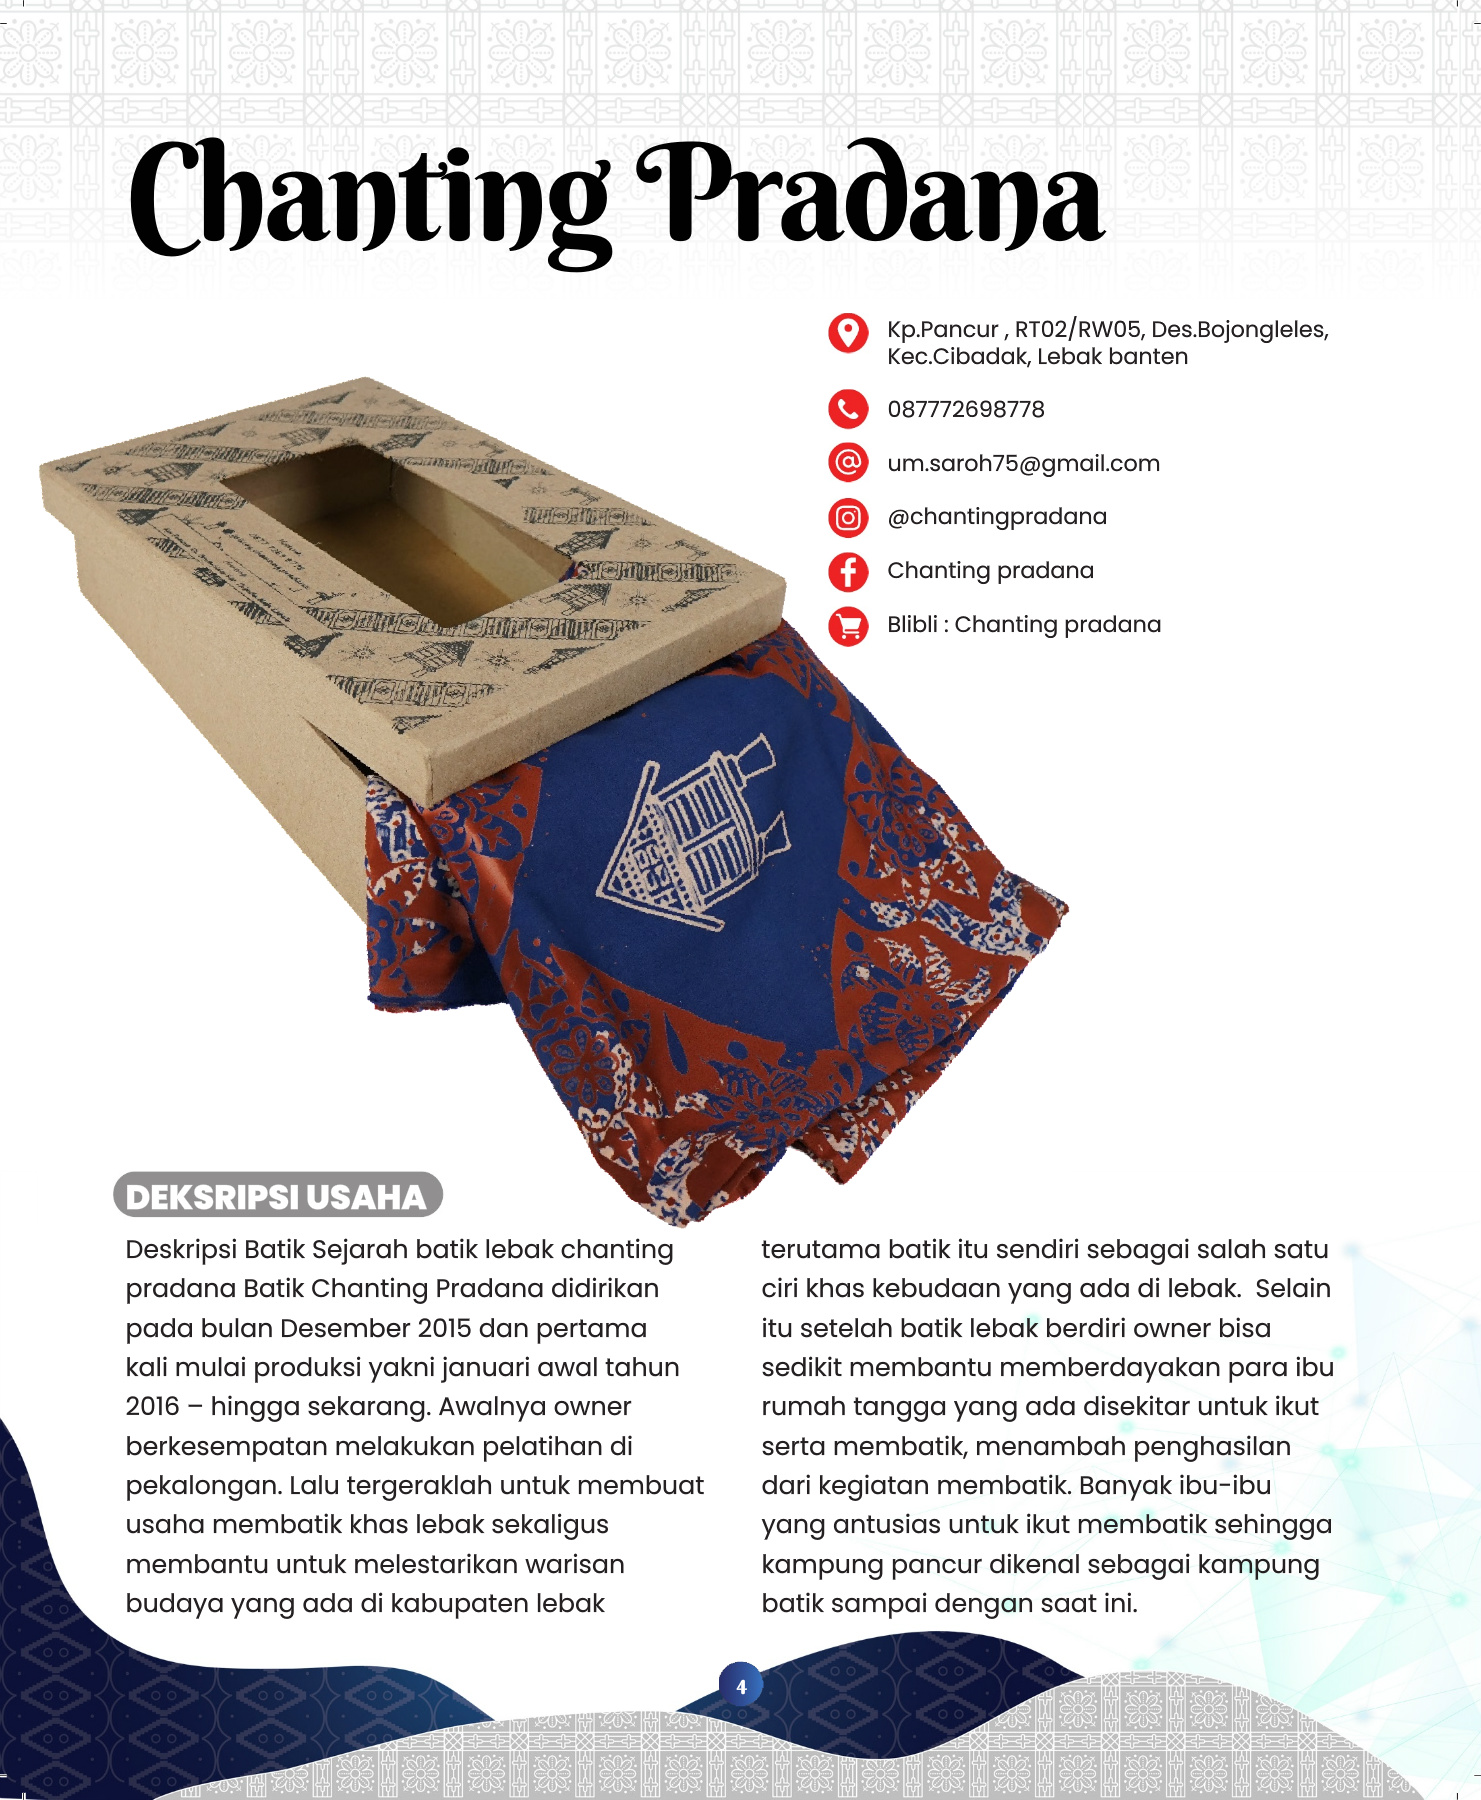 Chanting Pradana
Kp.Pancur , RT02/RW05, Des.Bojongleles,
Kec.Cibadak, Lebak banten
087772698778
um.saroh75@gmail.com
@chantingpradana
Chanting pradana
Blibli : Chanting pradana
DEKSRIPSI USAHA
Deskripsi Batik Sejarah batik lebak chanting
pradana Batik Chanting Pradana didirikan
pada bulan Desember 2015 dan pertama
kali mulai produksi yakni januari awal tahun
2016 – hingga sekarang. Awalnya owner
berkesempatan melakukan pelatihan di
pekalongan. Lalu tergeraklah untuk membuat
usaha membatik khas lebak sekaligus
membantu untuk melestarikan warisan
budaya yang ada di kabupaten lebak
terutama batik itu sendiri sebagai salah satu
ciri khas kebudaan yang ada di lebak.  Selain
itu setelah batik lebak berdiri owner bisa
sedikit membantu memberdayakan para ibu
rumah tangga yang ada disekitar untuk ikut
serta membatik, menambah penghasilan
dari kegiatan membatik. Banyak ibu-ibu
yang antusias untuk ikut membatik sehingga
kampung pancur dikenal sebagai kampung
batik sampai dengan saat ini.
4